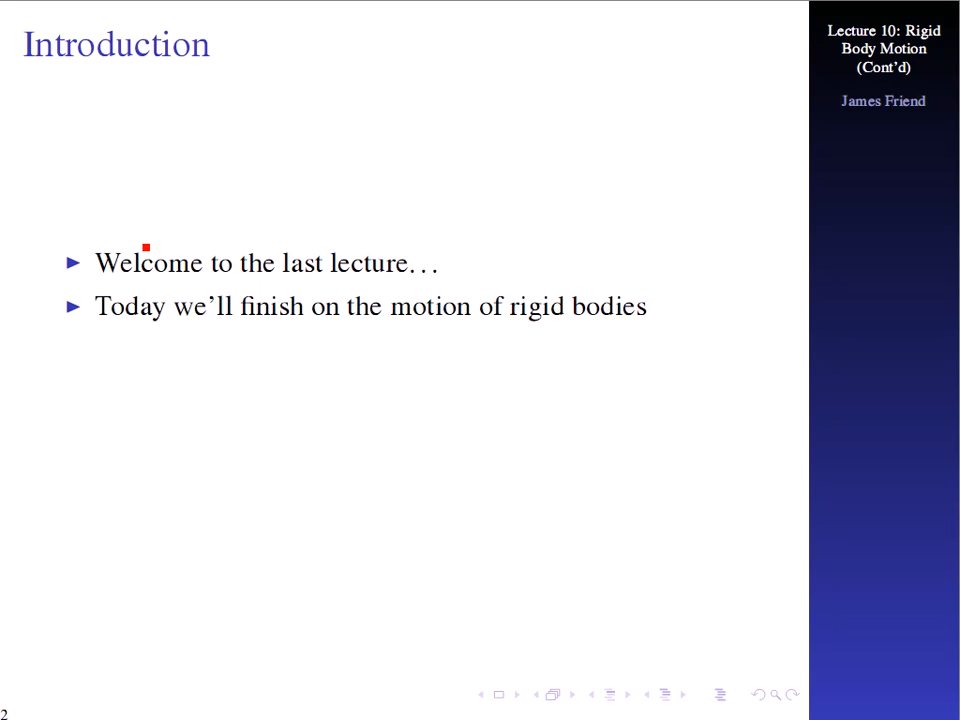 Introduction
Welcome to the last lecture...
Today we'll finish on the motion of rigid bodies
Lecture 10: Rigid
Body Motion
(Cont'd)
James Friend
2